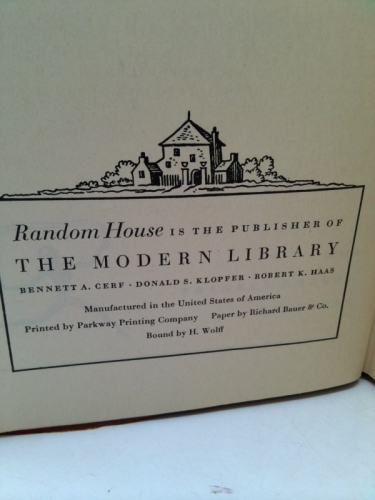 Random House IS THE PUBLISHER OF
THE MODERN LIBRARY
BENNETT A. CERF · DONALD S. KLOPFER · ROBERT K. HAAS
Manufactured in the United States of America
Printed by Parkway Printing Company Paper by Richard Bauer & Co.
Bound by H. Wolff